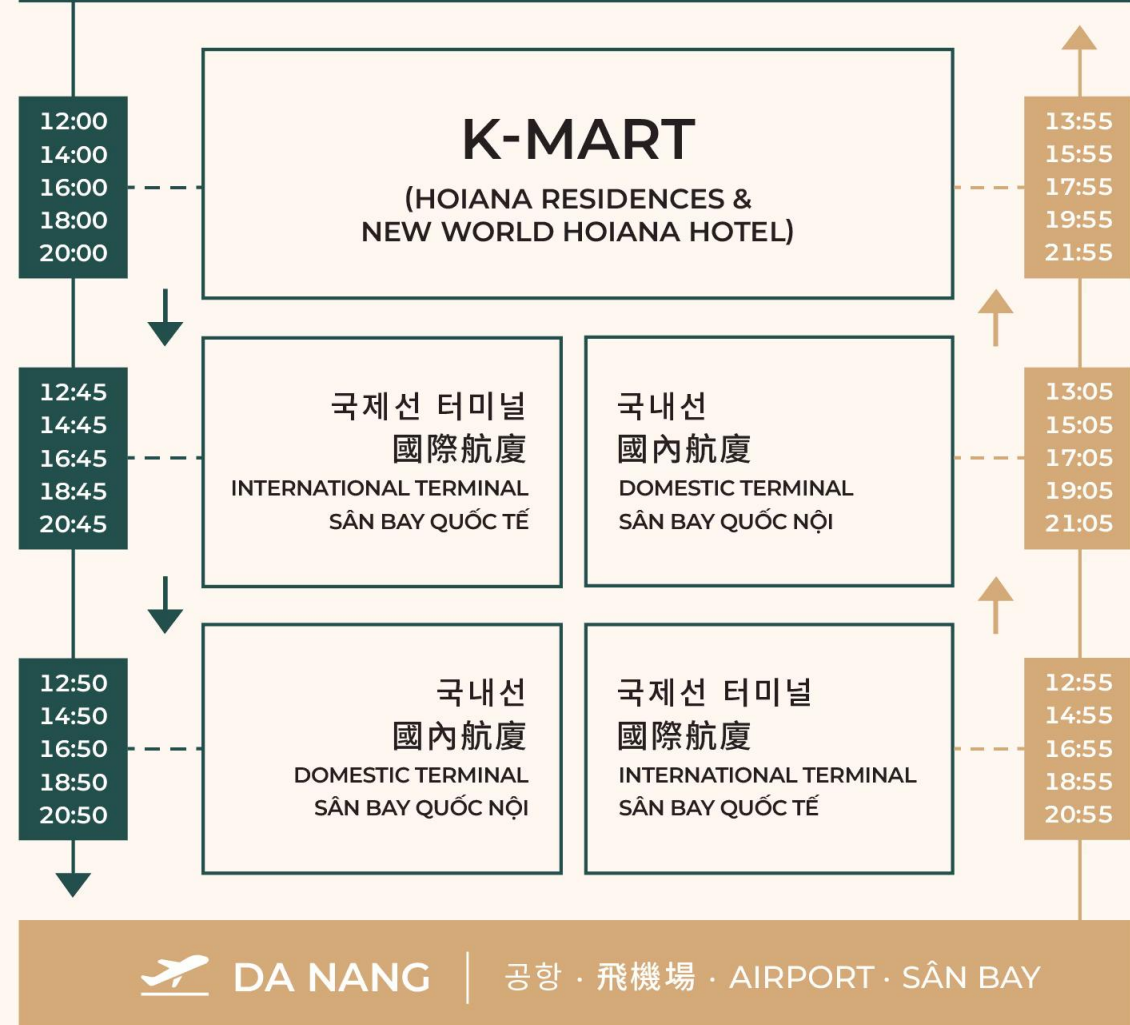 12:00
14:00
16:00
18:00
20:00
K-MART
(HOIANA RESIDENCES &
NEW WORLD HOIANA HOTEL)
13:55
15:55
17:55
19:55
21:55
12:45
14:45
16:45
18:45
20:45
국제선 터미널
國際航廈
INTERNATIONAL TERMINAL
SÂN BAY QUỐC TẾ
국내선
國內航廈
DOMESTIC TERMINAL
SÂN BAY QUỐC NỘI
13:05
15:05
17:05
19:05
21:05
12:50
14:50
16:50
18:50
20:50
국내선
國內航廈
DOMESTIC TERMINAL
SÂN BAY QUỐC NỘI
국제선 터미널
國際航廈
INTERNATIONAL TERMINAL
SÂN BAY QUỐC TẾ
12:55
14:55
16:55
18:55
20:55
DA NANG | 공항 · 飛機場 · AIRPORT · SÂN BAY